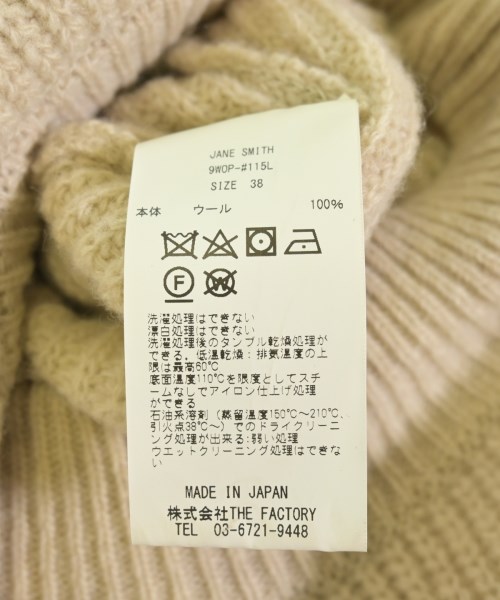 JANE SMITH
9WOP-#115L
SIZE 38
本体 ウール 100%
F W
洗濯処理はできない
漂白処理はできない
洗濯処理後のタンブル乾燥処理が
できる。低温乾燥:排気温度の上
限は最高60℃
底面温度110℃を限度としてスチ
ームなしでアイロン仕上げ処理
ができる
石油系溶剤(蒸留温度150℃〜210℃、
引火点38℃〜)でのドライクリーニ
ング処理が出来る:弱い処理
ウエットクリーニング処理はできな
い
MADE IN JAPAN
株式会社THE FACTORY
TEL 03-6721-9448